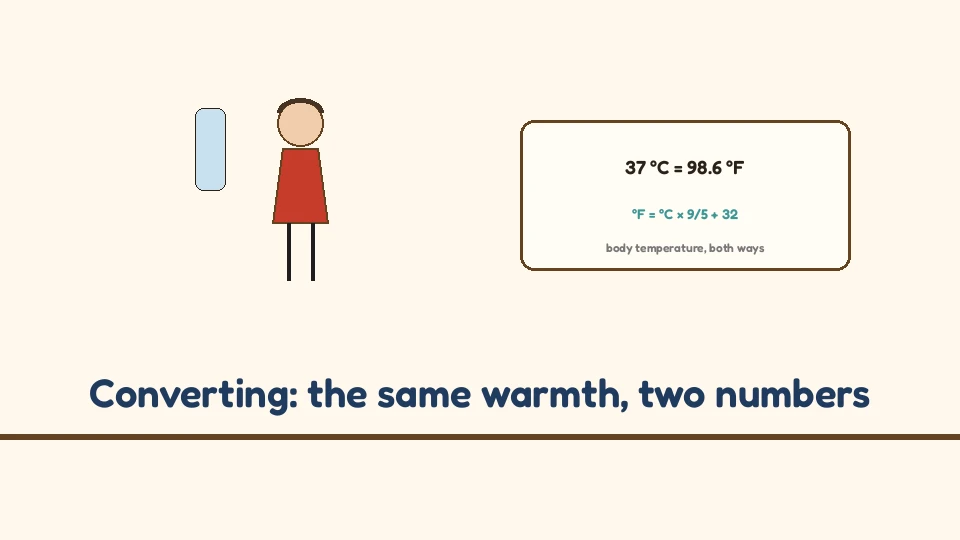 37 °C = 98.6 °F
°F = °C × 9/5 + 32
body temperature, both ways
Converting: the same warmth, two numbers